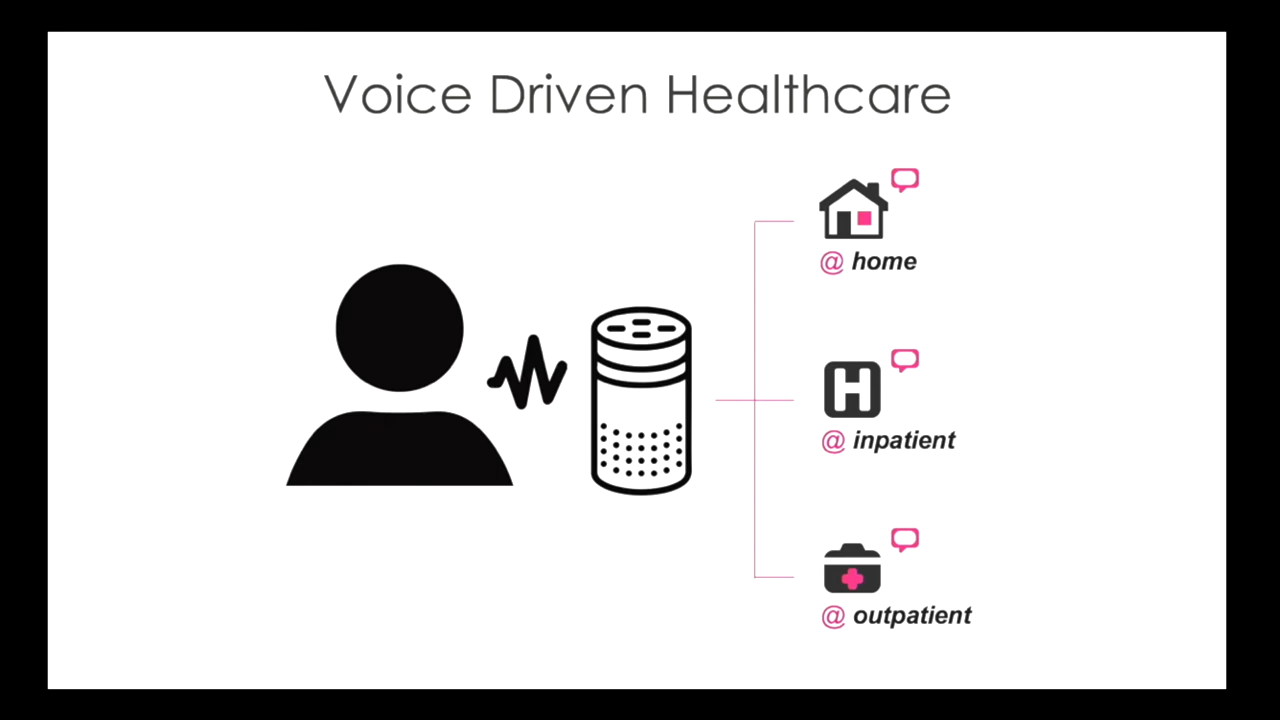 Voice Driven Healthcare
@ home
H
@ inpatient
@ outpatient